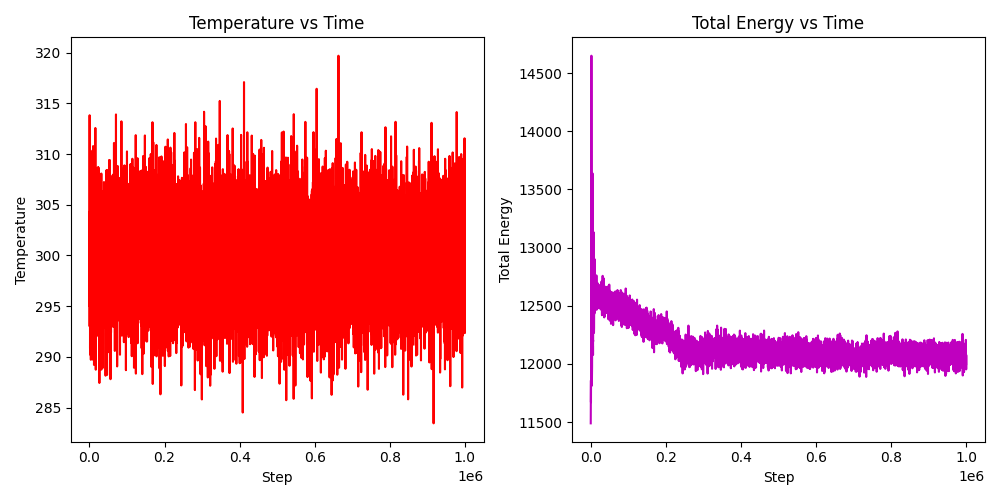 Temperature vs Time
Temperature
320
315
310
305
300
295
290
285
0.0 0.2 0.4 0.6 0.8 1.0
1e6
Step
Total Energy vs Time
Total Energy
14500
14000
13500
13000
12500
12000
11500
0.0 0.2 0.4 0.6 0.8 1.0
1e6
Step